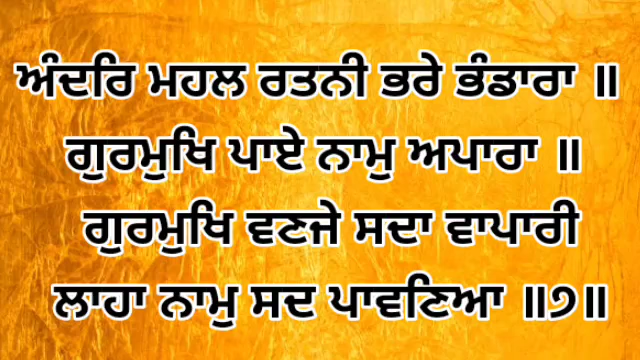 ਅੰਦਰਿ ਮਹਲ ਰਤਨੀ ਭਰੇ ਭੰਡਾਰਾ ॥
ਗੁਰਮੁਖਿ ਪਾਏ ਨਾਮੁ ਅਪਾਰਾ ॥
ਗੁਰਮੁਖਿ ਵਣਜੇ ਸਦਾ ਵਾਪਾਰੀ
ਲਾਹਾ ਨਾਮੁ ਸਦ ਪਾਵਣਿਆ ॥੭॥